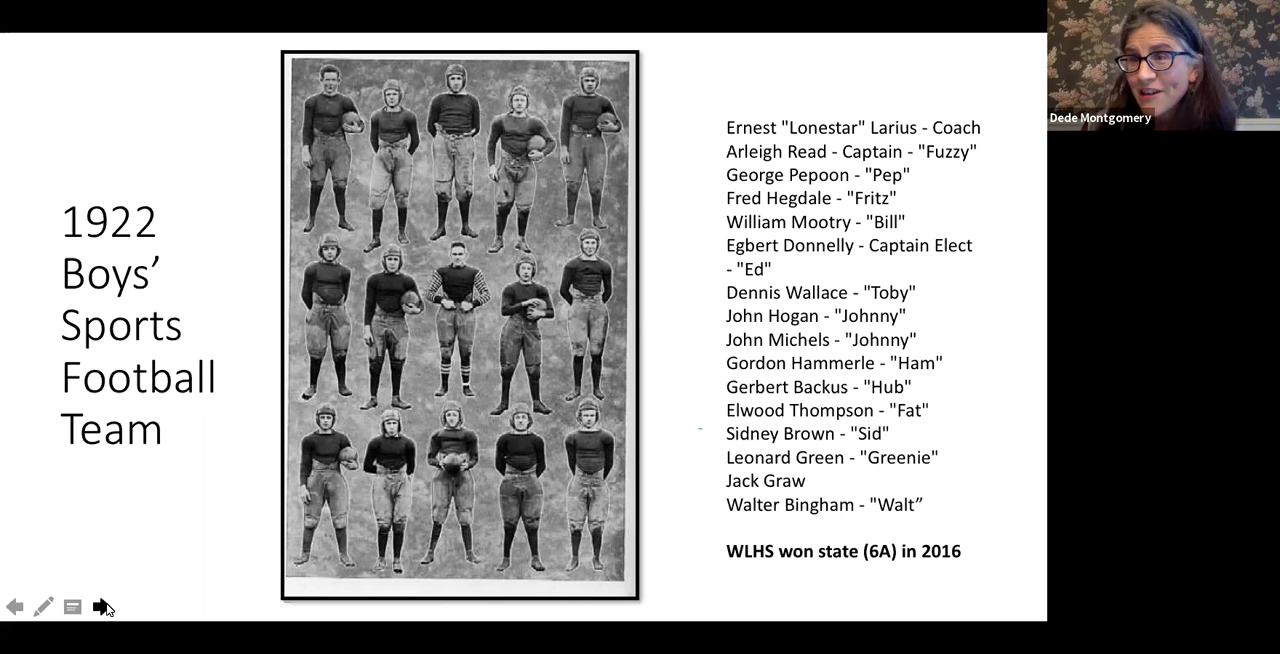 1922
Boys’
Sports
Football
Team
Ernest "Lonestar" Larius - Coach
Arleigh Read - Captain - "Fuzzy"
George Pepoon - "Pep"
Fred Hegdale - "Fritz"
William Mootry - "Bill"
Egbert Donnelly - Captain Elect
- "Ed"
Dennis Wallace - "Toby"
John Hogan - "Johnny"
John Michels - "Johnny"
Gordon Hammerle - "Ham"
Gerbert Backus - "Hub"
Elwood Thompson - "Fat"
Sidney Brown - "Sid"
Leonard Green - "Greenie"
Jack Graw
Walter Bingham - "Walt”
WLHS won state (6A) in 2016
Dede Montgomery